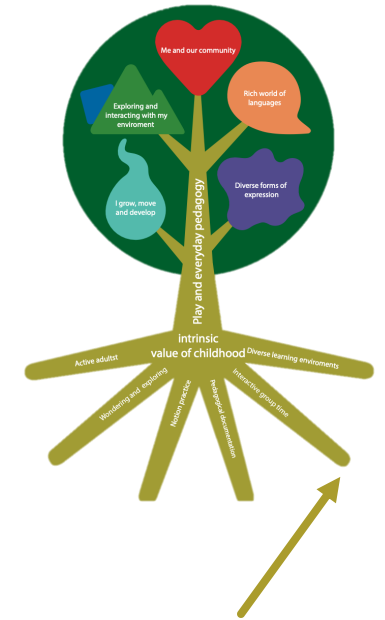 Me and our community
Exploring and
interacting with my
enviroment
Rich world of
languages
I grow, move
and develop
Diverse forms of
expression
Play and everyday pedagogy
intrinsic
value of childhood
Active adultst
Wondering and exploring
Notion practice
Pedagogical documentation
Interactive group time
Diverse learning enviroments